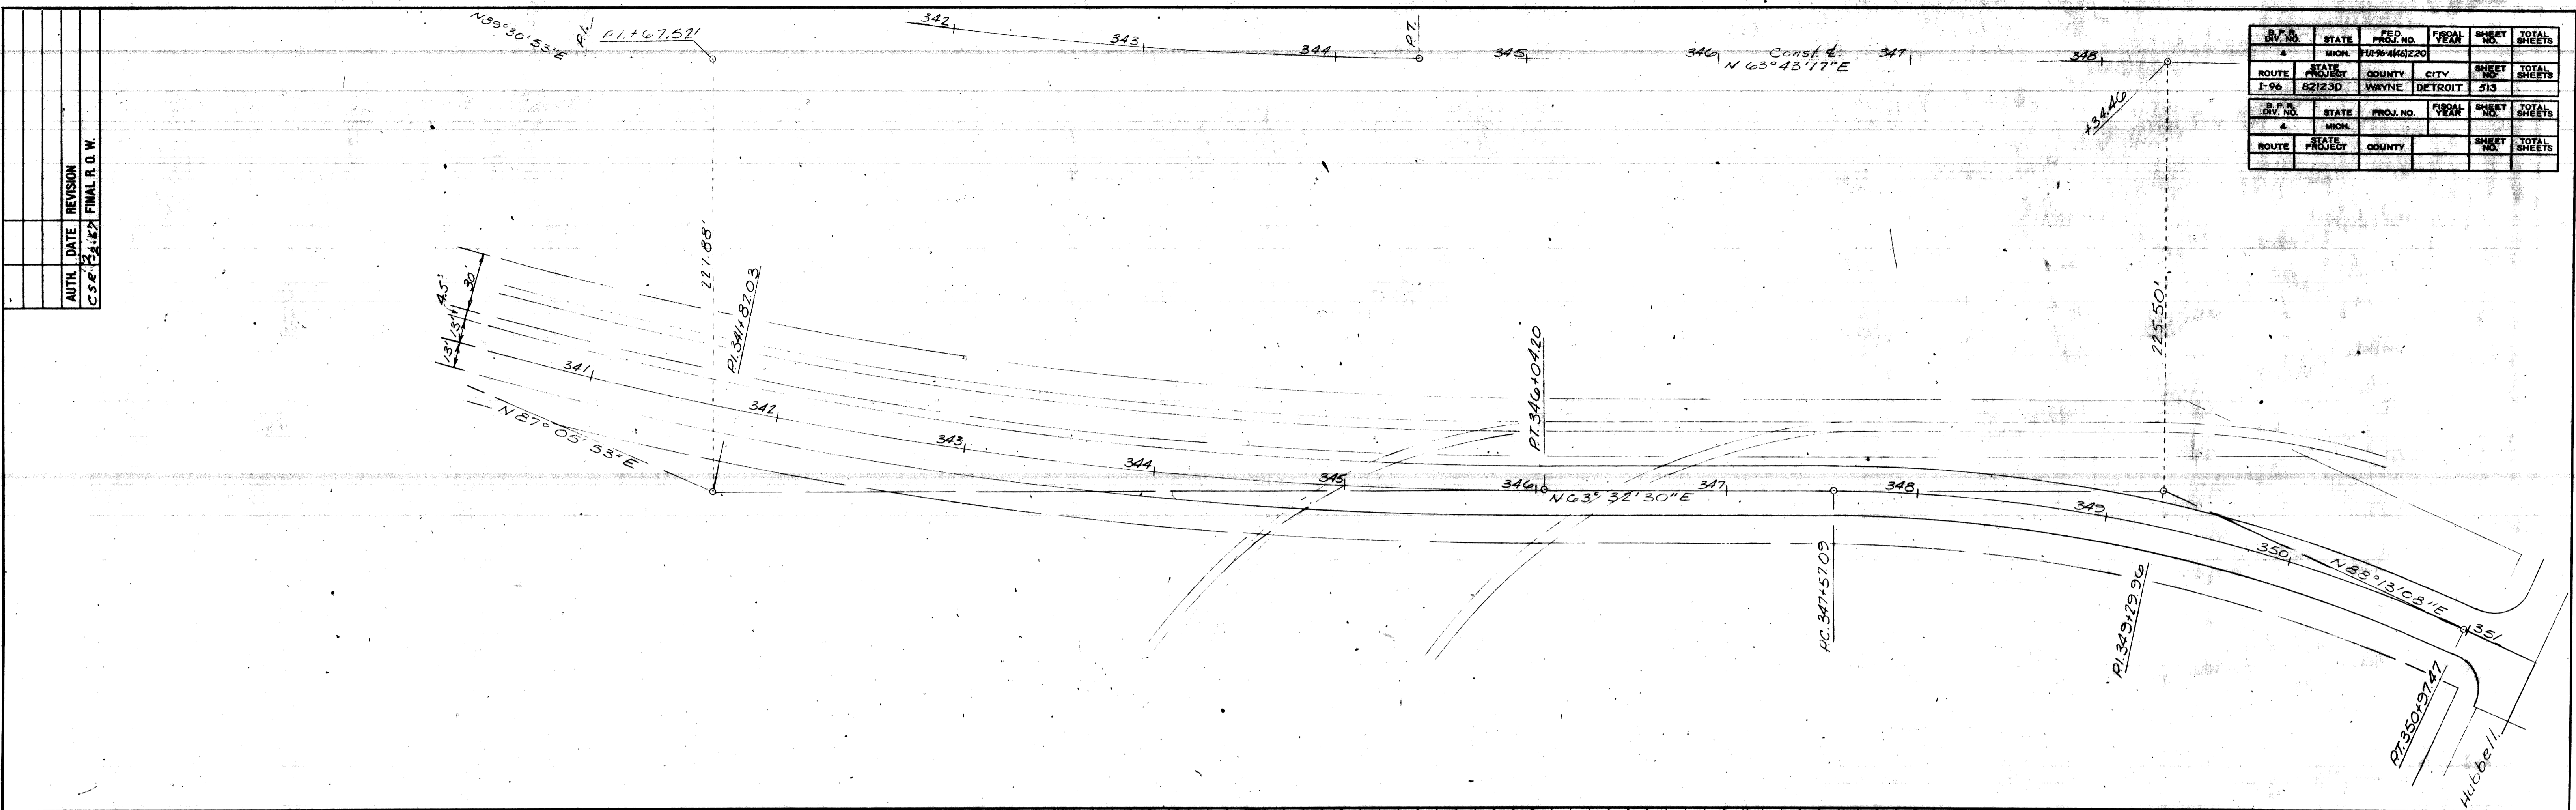 N89°30'53"E
P.I.
P.I.+67.52'
342
343
344
P.T.
345
346
Const. ℄
N 63°43'17"E
347
348
+34.46
B.P.R. DIV. NO. STATE FED. PROJ. NO. FISCAL YEAR SHEET NO. TOTAL SHEETS
4 MICH.
ROUTE STATE PROJECT COUNTY CITY SHEET NO. TOTAL SHEETS
I-96 82123D WAYNE DETROIT 513
B.P.R. DIV. NO. STATE PROJ. NO. FISCAL YEAR SHEET NO. TOTAL SHEETS
4 MICH.
ROUTE STATE PROJECT COUNTY SHEET NO. TOTAL SHEETS
AUTH. DATE REVISION
FINAL R.O.W.
227.88'
P.I. 341+82.03
225.50'
4.5'
30'
13'
13'
341
342
343
344
345
346
347
348
349
350
351
N 87°05'53"E
P.T. 346+04.20
N 63°32'30"E
P.C. 347+57.09
P.I. 349+29.96
N 88°13'08"E
P.T. 350+97.47
Hubbell